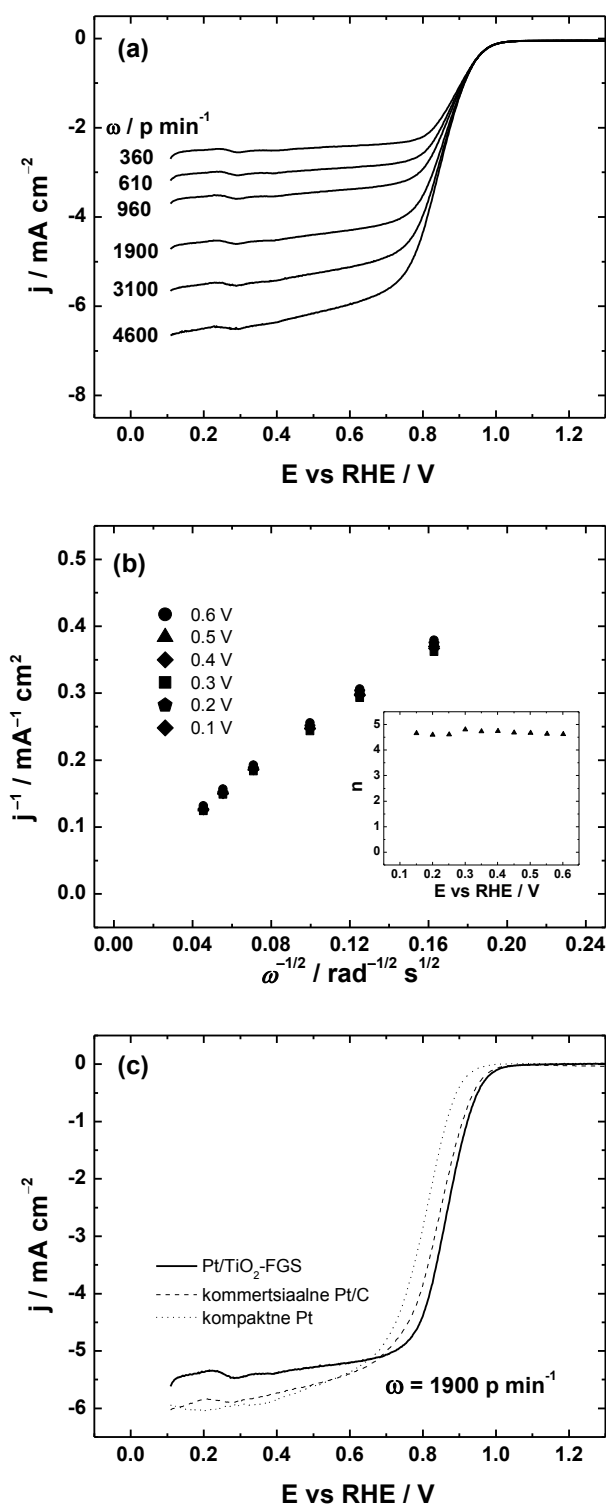 (a)
0
-2
-4
-6
-8
j / mA cm⁻²
ω / p min⁻¹
360
610
960
1900
3100
4600
0.0 0.2 0.4 0.6 0.8 1.0 1.2
E vs RHE / V
(b)
0.5
0.4
0.3
0.2
0.1
0.0
j⁻¹ / mA⁻¹ cm²
0.6 V
0.5 V
0.4 V
0.3 V
0.2 V
0.1 V
5
4
3
2
1
0
n
0.1 0.2 0.3 0.4 0.5 0.6
E vs RHE / V
0.00 0.04 0.08 0.12 0.16 0.20 0.24
ω⁻¹/² / rad⁻¹/² s¹/²
(c)
0
-1
-2
-3
-4
-5
-6
j / mA cm⁻²
Pt/TiO₂-FGS
kommertsiaalne Pt/C
kompaktne Pt
ω = 1900 p min⁻¹
0.0 0.2 0.4 0.6 0.8 1.0 1.2
E vs RHE / V